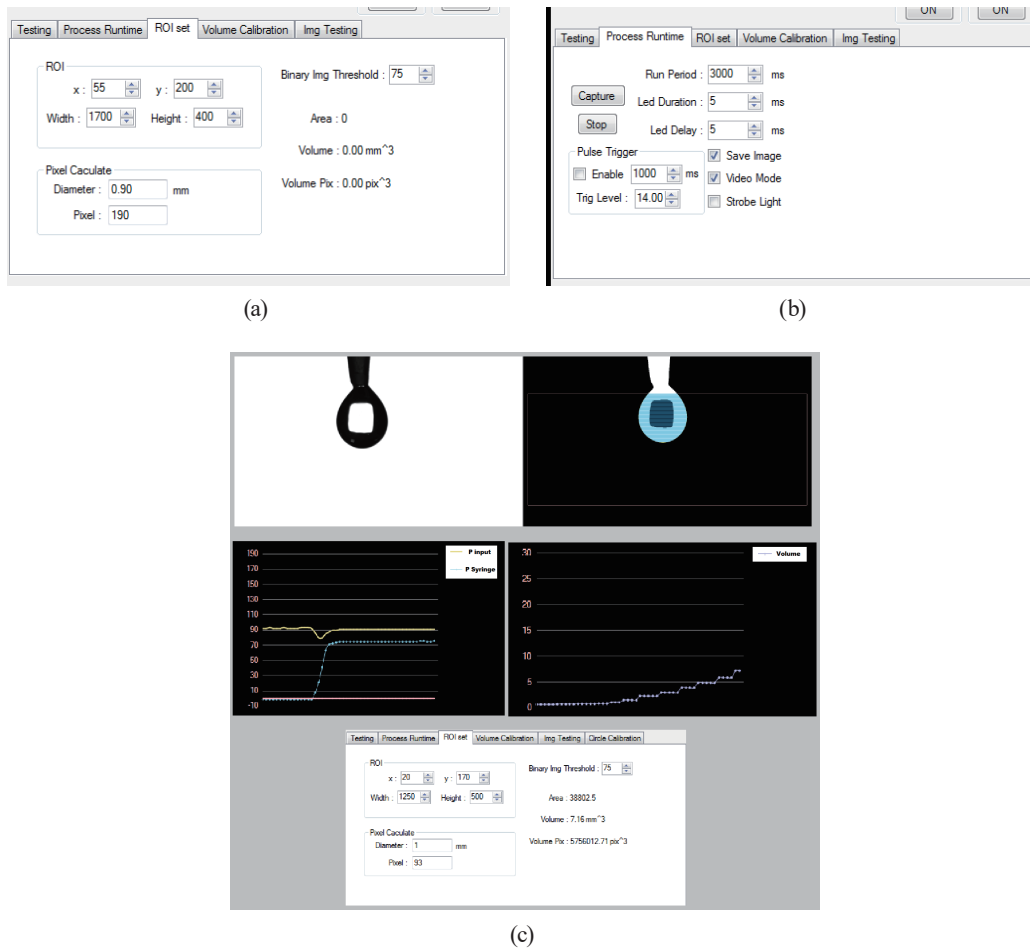 ON ON
Testing Process Runtime ROI set Volume Calibration Img Testing
ROI
x : 55 y : 200
Width : 1700 Height : 400
Binary Img Threshold : 75
Area : 0
Volume : 0.00 mm^3
Volume Pix : 0.00 pix^3
Pixel Caculate
Diameter : 0.90 mm
Pixel : 190
(a)
Testing Process Runtime ROI set Volume Calibration Img Testing
Run Period : 3000 ms
Capture
Led Duration : 5 ms
Stop
Led Delay : 5 ms
Pulse Trigger
Enable 1000 ms
Trig Level : 14.00
Save Image
Video Mode
Strobe Light
(b)
190
170
150
130
110
90
70
50
30
10
-10
P input
P Syringe
30
25
20
15
10
5
0
Volume
Testing Process Runtime ROI set Volume Calibration Img Testing Circle Calibration
ROI
x : 20 y : 170
Width : 1250 Height : 500
Binary Img Threshold : 75
Area : 38802.5
Volume : 7.16 mm^3
Volume Pix : 5756012.71 pix^3
Pixel Caculate
Diameter : 1 mm
Pixel : 93
(c)